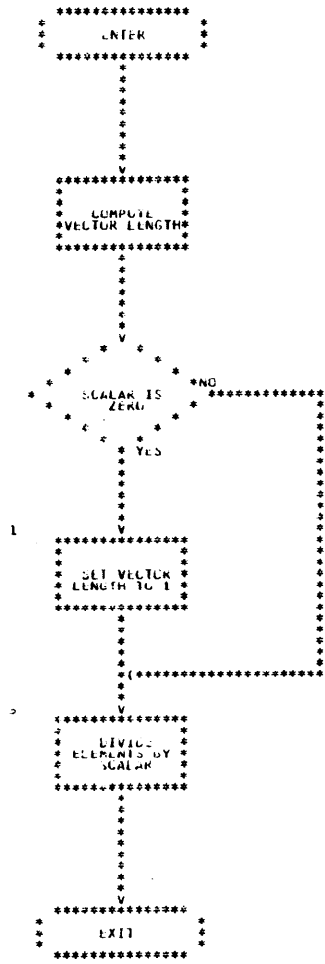 ENTER
COMPUTE
VECTOR LENGTH
SCALAR IS
ZERO
NO
YES
1
SET VECTOR
LENGTH TO 1
DIVIDE
ELEMENTS BY
SCALAR
EXIT